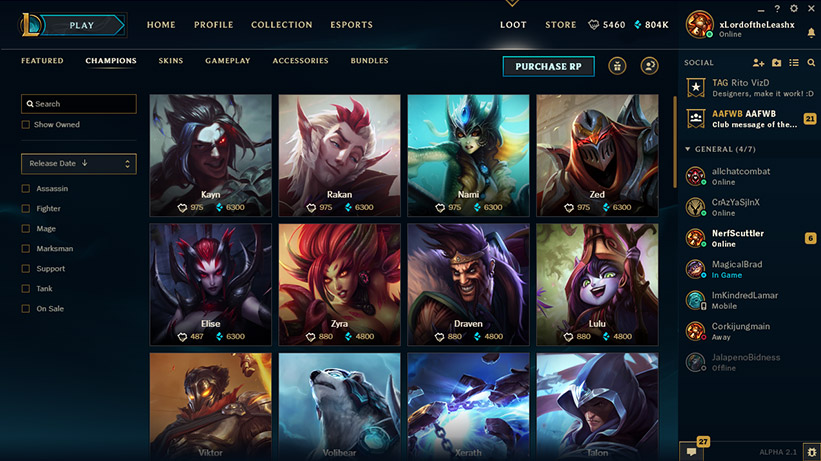 PLAY
HOME
PROFILE
COLLECTION
ESPORTS
LOOT
STORE
5460
804K
?
xLordoftheLeashx
Online
FEATURED
CHAMPIONS
SKINS
GAMEPLAY
ACCESSORIES
BUNDLES
PURCHASE RP
Search
Show Owned
Release Date ↓
Assassin
Fighter
Mage
Marksman
Support
Tank
On Sale
Kayn
975 6300
Rakan
975 6300
Nami
975 6300
Zed
975 6300
Elise
487 6300
Zyra
880 4800
Draven
880 4800
Lulu
880 4800
Viktor
Volibear
Xerath
Talon
SOCIAL
TAG Rito VizD
Designers, make it work! :D
AAFWB AAFWB
Club message of the...
21
GENERAL (4/7)
allchatcombat
Online
CrAzYaSjInX
Online
NerfScuttler
Online
6
MagicalBrad
In Game
ImKindredLamar
Mobile
Corkijungmain
Away
JalapenoBidness
Offline
27
ALPHA 2.1